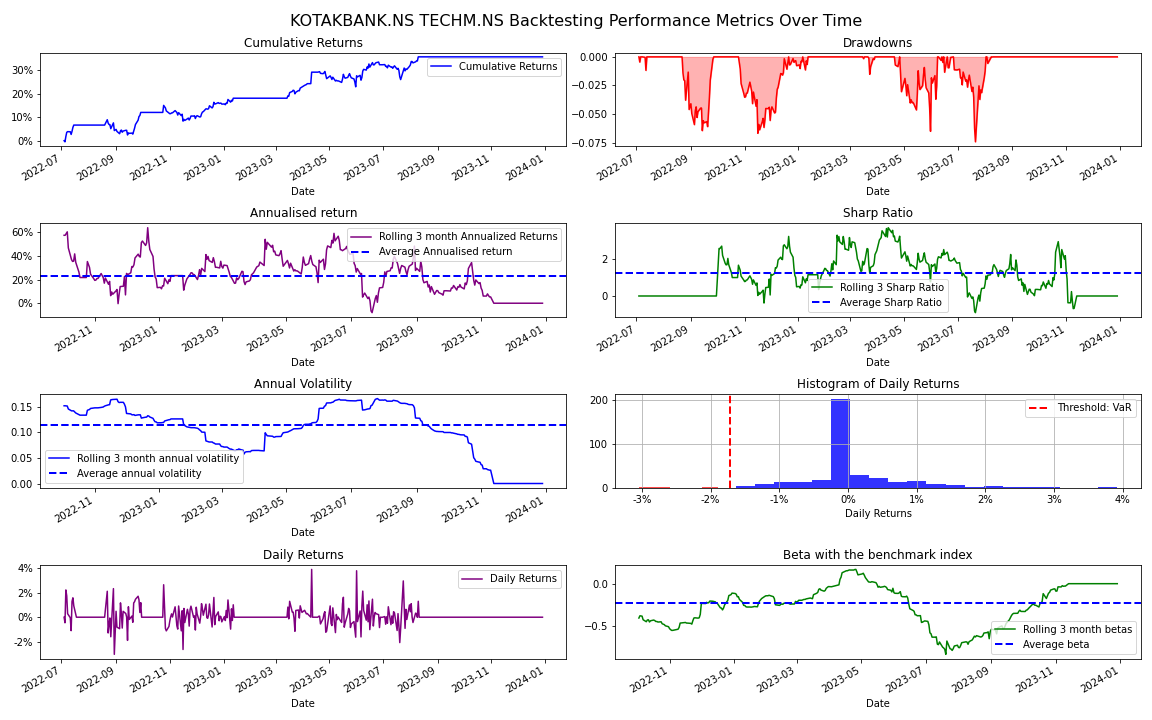 KOTAKBANK.NS TECHM.NS Backtesting Performance Metrics Over Time
Cumulative Returns
30%
20%
10%
0%
Cumulative Returns
2022-07 2022-09 2022-11 2023-01 2023-03 2023-05 2023-07 2023-09 2023-11 2024-01
Date
Drawdowns
0.000
−0.025
−0.050
−0.075
2022-07 2022-09 2022-11 2023-01 2023-03 2023-05 2023-07 2023-09 2023-11 2024-01
Date
Annualised return
60%
40%
20%
0%
Rolling 3 month Annualized Returns
Average Annualised return
2022-11 2023-01 2023-03 2023-05 2023-07 2023-09 2023-11 2024-01
Date
Sharp Ratio
2
0
Rolling 3 Sharp Ratio
Average Sharp Ratio
2022-07 2022-09 2022-11 2023-01 2023-03 2023-05 2023-07 2023-09 2023-11 2024-01
Date
Annual Volatility
0.15
0.10
0.05
0.00
Rolling 3 month annual volatility
Average annual volatility
2022-11 2023-01 2023-03 2023-05 2023-07 2023-09 2023-11 2024-01
Date
Histogram of Daily Returns
200
100
0
Threshold: VaR
-3% -2% -1% 0% 1% 2% 3% 4%
Daily Returns
Daily Returns
4%
2%
0%
-2%
Daily Returns
2022-07 2022-09 2022-11 2023-01 2023-03 2023-05 2023-07 2023-09 2023-11 2024-01
Date
Beta with the benchmark index
0.0
−0.5
Rolling 3 month betas
Average beta
2022-11 2023-01 2023-03 2023-05 2023-07 2023-09 2023-11 2024-01
Date